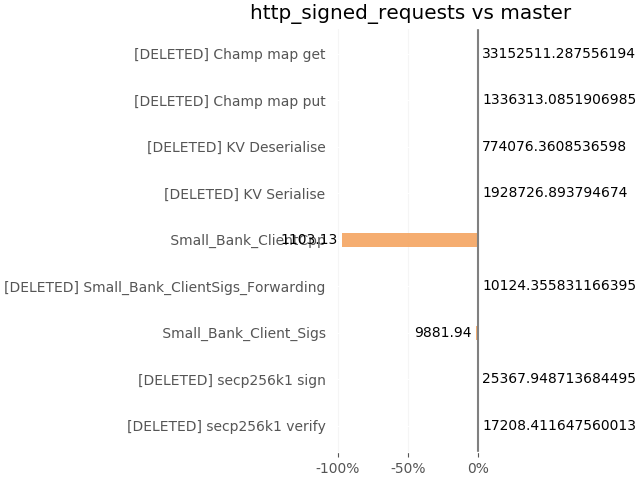 http_signed_requests vs master
[DELETED] Champ map get 33152511.287556194
[DELETED] Champ map put 1336313.0851906985
[DELETED] KV Deserialise 774076.3608536598
[DELETED] KV Serialise 1928726.893794674
Small_Bank_ClientCpp 1103.13
[DELETED] Small_Bank_ClientSigs_Forwarding 10124.355831166395
Small_Bank_Client_Sigs 9881.94
[DELETED] secp256k1 sign 25367.948713684495
[DELETED] secp256k1 verify 17208.411647560013
-100% -50% 0%